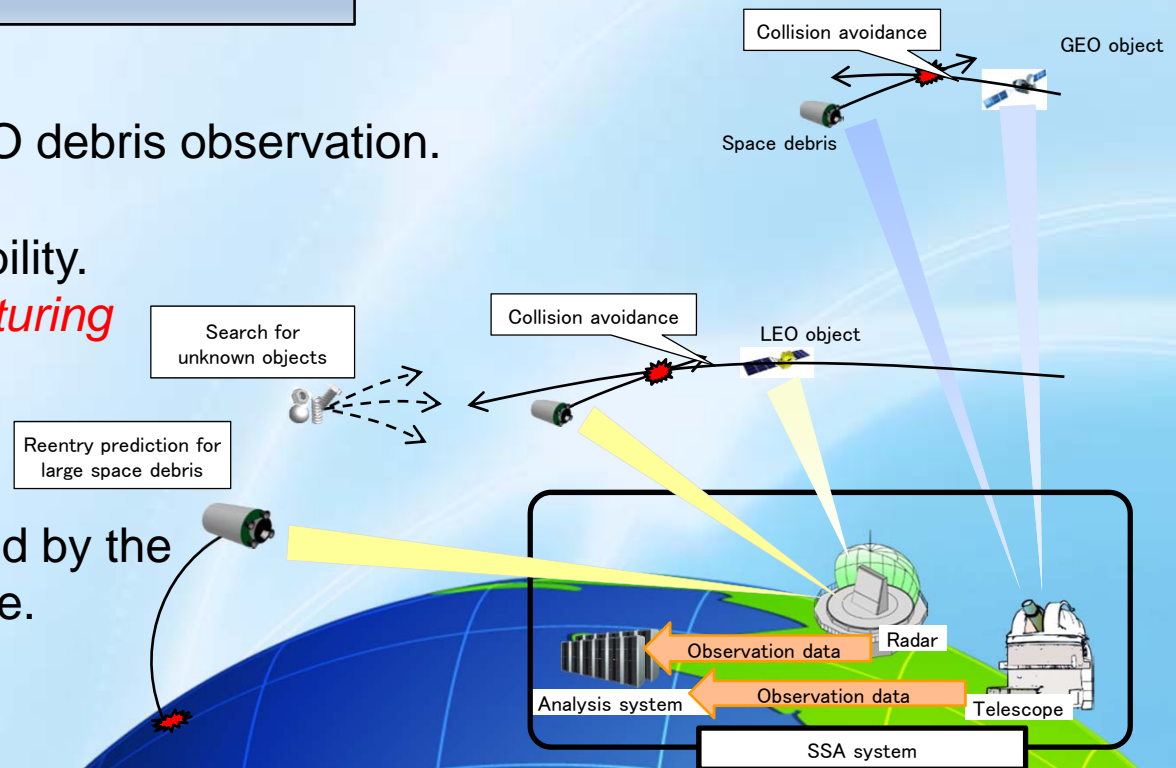 O debris observation.
bility.
turing
d by the
e.
Collision avoidance
GEO object
Space debris
Collision avoidance
LEO object
Search for
unknown objects
Reentry prediction for
large space debris
Radar
Observation data
Observation data
Analysis system
Telescope
SSA system